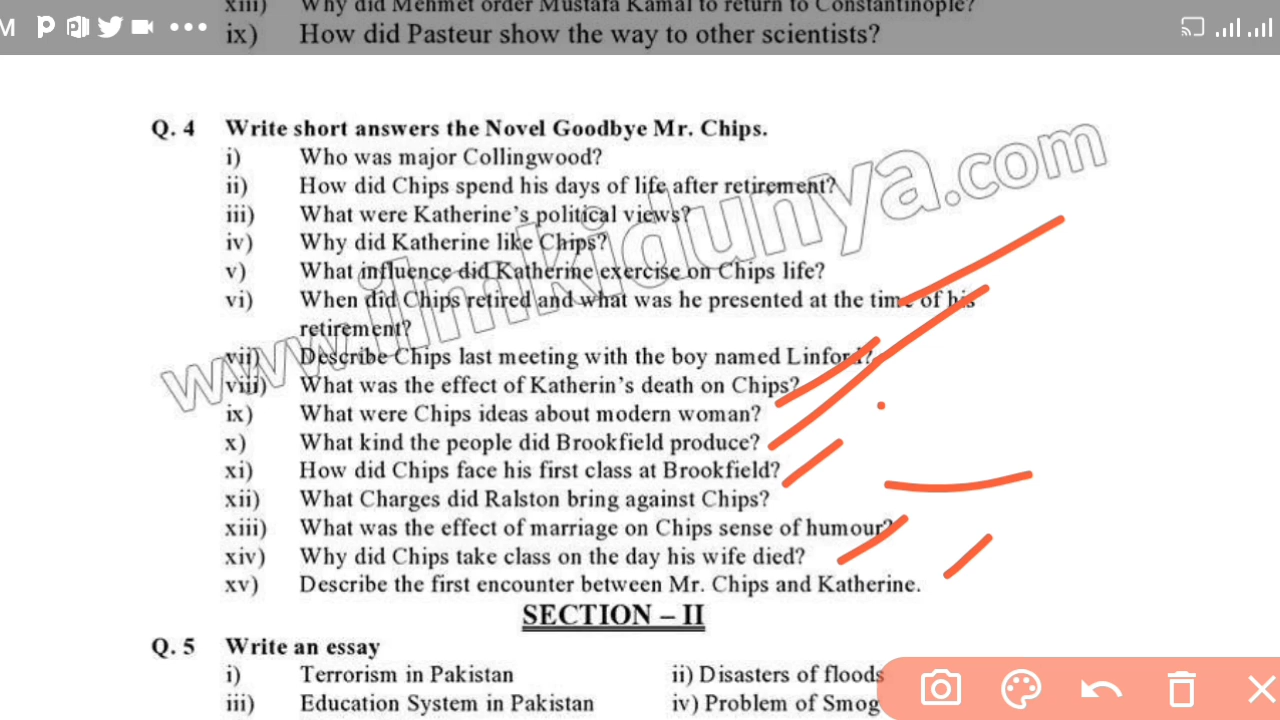 xiii) Why did Mehmet order Mustafa Kamal to return to Constantinople?
ix) How did Pasteur show the way to other scientists?
Q. 4 Write short answers the Novel Goodbye Mr. Chips.
i) Who was major Collingwood?
ii) How did Chips spend his days of life after retirement?
iii) What were Katherine's political views?
iv) Why did Katherine like Chips?
v) What influence did Katherine exercise on Chips life?
vi) When did Chips retired and what was he presented at the time of his
retirement?
vii) Describe Chips last meeting with the boy named Linford?
viii) What was the effect of Katherin's death on Chips?
ix) What were Chips ideas about modern woman?
x) What kind the people did Brookfield produce?
xi) How did Chips face his first class at Brookfield?
xii) What Charges did Ralston bring against Chips?
xiii) What was the effect of marriage on Chips sense of humour?
xiv) Why did Chips take class on the day his wife died?
xv) Describe the first encounter between Mr. Chips and Katherine.
SECTION – II
Q. 5 Write an essay
i) Terrorism in Pakistan ii) Disasters of floods
iii) Education System in Pakistan iv) Problem of Smog
www.ilmkidunya.com